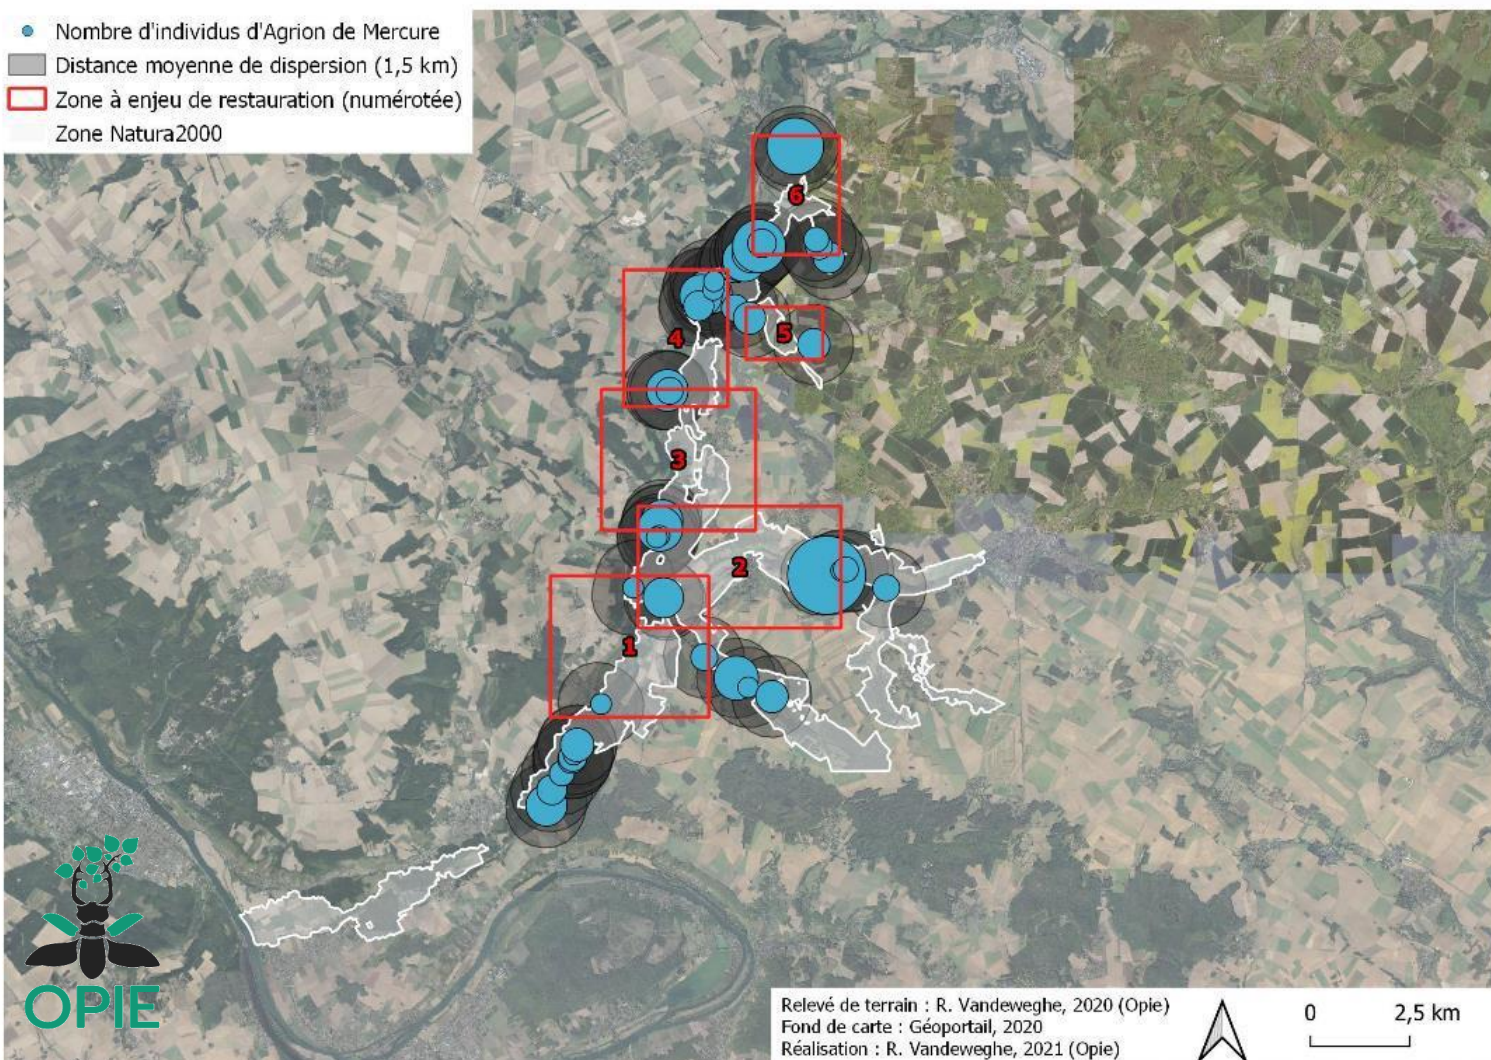 Nombre d'individus d'Agrion de Mercure
Distance moyenne de dispersion (1,5 km)
Zone à enjeu de restauration (numérotée)
Zone Natura2000
6
5
4
3
2
1
OPIE
Relevé de terrain : R. Vandeweghe, 2020 (Opie)
Fond de carte : Géoportail, 2020
Réalisation : R. Vandeweghe, 2021 (Opie)
0 2,5 km